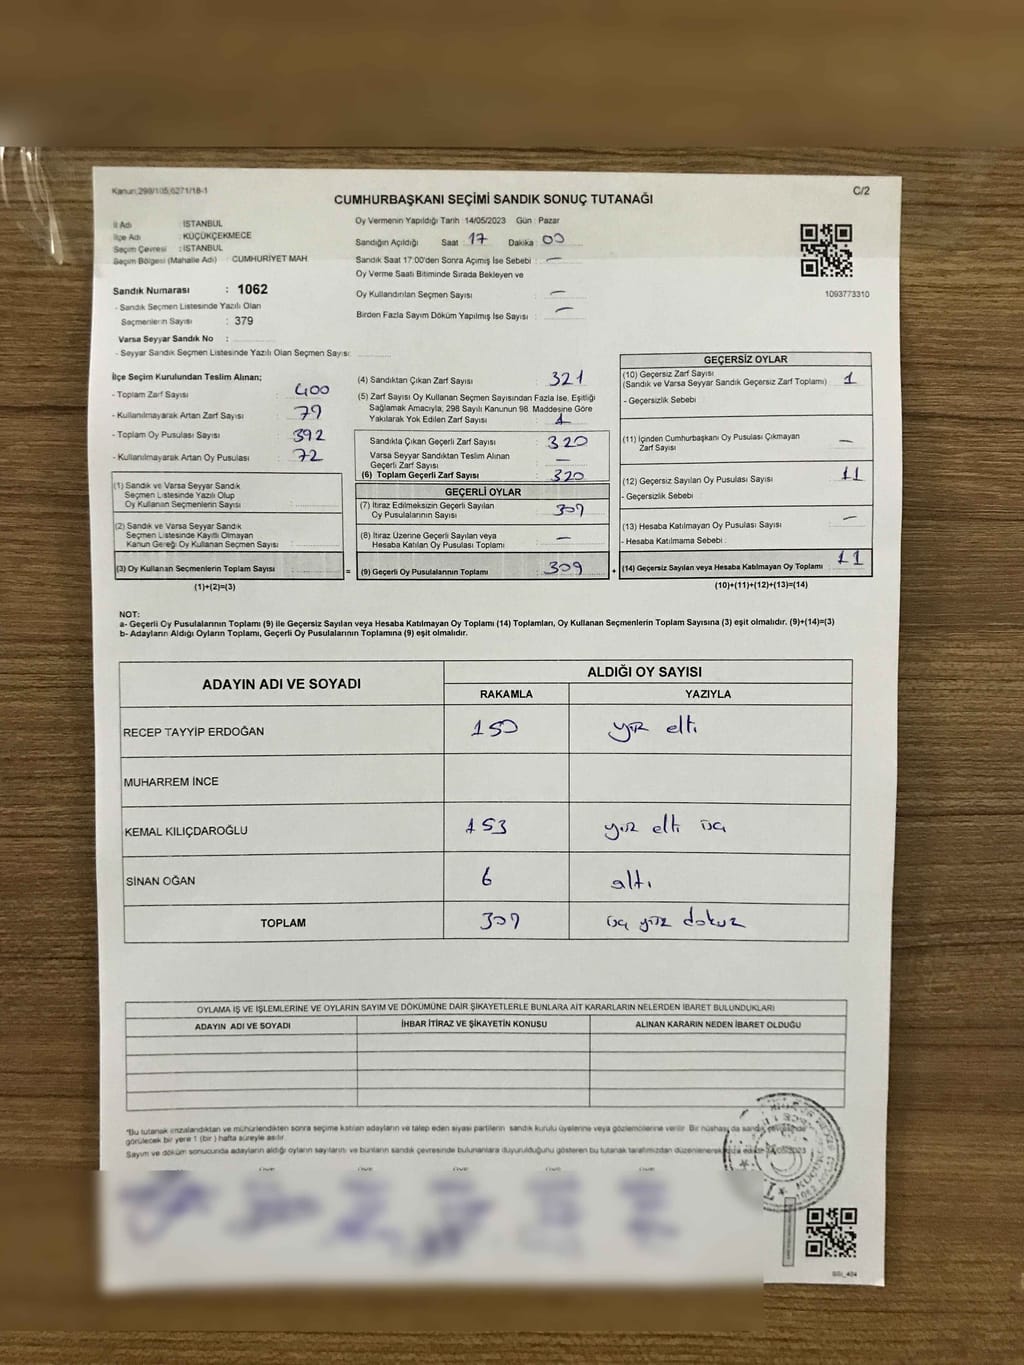 Kanun:298/105,6271/18-1
C/2
CUMHURBAŞKANI SEÇİMİ SANDIK SONUÇ TUTANAĞI
İl Adı : İSTANBUL
İlçe Adı : KÜÇÜKÇEKMECE
Seçim Çevresi : İSTANBUL
Seçim Bölgesi (Mahalle Adı) : CUMHURİYET MAH
Oy Vermenin Yapıldığı Tarih :14/05/2023 Gün : Pazar
Sandığın Açıldığı Saat 17 Dakika 00
Sandık Saat 17:00'den Sonra Açımış İse Sebebi : —
Oy Verme Saati Bitiminde Sırada Bekleyen ve
Oy Kullandırılan Seçmen Sayısı : —
Birden Fazla Sayım Döküm Yapılmış İse Sayısı : —
1093773310
Sandık Numarası : 1062
- Sandık Seçmen Listesinde Yazılı Olan
Seçmenlerin Sayısı : 379
Varsa Seyyar Sandık No :
- Seyyar Sandık Seçmen Listesinde Yazılı Olan Seçmen Sayısı:
İlçe Seçim Kurulundan Teslim Alınan;
- Toplam Zarf Sayısı : 400
- Kullanılmayarak Artan Zarf Sayısı : 79
- Toplam Oy Pusulası Sayısı : 392
- Kullanılmayarak Artan Oy Pusulası : 72
(1) Sandık ve Varsa Seyyar Sandık
Seçmen Listesinde Yazılı Olup
Oy Kullanan Seçmenlerin Sayısı :
(2) Sandık ve Varsa Seyyar Sandık
Seçmen Listesinde Kayıtlı Olmayan
Kanun Gereği Oy Kullanan Seçmen Sayısı :
(3) Oy Kullanan Seçmenlerin Toplam Sayısı
(1)+(2)=(3)
(4) Sandıktan Çıkan Zarf Sayısı : 321
(5) Zarf Sayısı Oy Kullanan Seçmen Sayısından Fazla İse, Eşitliği
Sağlamak Amacıyla; 298 Sayılı Kanunun 98. Maddesine Göre
Yakılarak Yok Edilen Zarf Sayısı : 1
Sandıkta Çıkan Geçerli Zarf Sayısı : 320
Varsa Seyyar Sandıktan Teslim Alınan
Geçerli Zarf Sayısı : —
(6) Toplam Geçerli Zarf Sayısı : 320
GEÇERLİ OYLAR
(7) İtiraz Edilmeksizin Geçerli Sayılan
Oy Pusulalarının Sayısı : 309
(8) İtiraz Üzerine Geçerli Sayılan veya
Hesaba Katılan Oy Pusulası Toplamı : —
= (9) Geçerli Oy Pusulalarının Toplamı 309 +
GEÇERSİZ OYLAR
(10) Geçersiz Zarf Sayısı : 1
(Sandık ve Varsa Seyyar Sandık Geçersiz Zarf Toplamı)
- Geçersizlik Sebebi
(11) İçinden Cumhurbaşkanı Oy Pusulası Çıkmayan
Zarf Sayısı : —
(12) Geçersiz Sayılan Oy Pusulası Sayısı : 11
- Geçersizlik Sebebi
(13) Hesaba Katılmayan Oy Pusulası Sayısı : —
- Hesaba Katılmama Sebebi :
(14) Geçersiz Sayılan veya Hesaba Katılmayan Oy Toplamı 11
(10)+(11)+(12)+(13)=(14)
NOT:
a- Geçerli Oy Pusulalarının Toplamı (9) ile Geçersiz Sayılan veya Hesaba Katılmayan Oy Toplamı (14) Toplamları, Oy Kullanan Seçmenlerin Toplam Sayısına (3) eşit olmalıdır. (9)+(14)=(3)
b- Adayların Aldığı Oyların Toplamı, Geçerli Oy Pusulalarının Toplamına (9) eşit olmalıdır.
ADAYIN ADI VE SOYADI
ALDIĞI OY SAYISI
RAKAMLA YAZIYLA
RECEP TAYYİP ERDOĞAN 150 yüz elli
MUHARREM İNCE
KEMAL KILIÇDAROĞLU 153 yüz elli üç
SİNAN OĞAN 6 altı
TOPLAM 309 üç yüz dokuz
OYLAMA İŞ VE İŞLEMLERİNE VE OYLARIN SAYIM VE DÖKÜMÜNE DAİR ŞİKAYETLERLE BUNLARA AİT KARARLARIN NELERDEN İBARET BULUNDUKLARI
ADAYIN ADI VE SOYADI İHBAR İTİRAZ VE ŞİKAYETİN KONUSU ALINAN KARARIN NEDEN İBARET OLDUĞU
*Bu tutanak imzalandıktan ve mühürlendikten sonra seçime katılan adayların ve talep eden siyasi partilerin sandık kurulu üyelerine veya gözlemcilerine verilir. Bir nüshası da sandık çevresinde
görülecek bir yere 1 (bir) hafta süreyle asılır.
Sayım ve döküm sonucunda adayların aldığı oyların sayılarını ve bunların sandık çevresinde bulunanlara duyurulduğunu gösteren bu tutanak tarafımızdan düzenlenerek